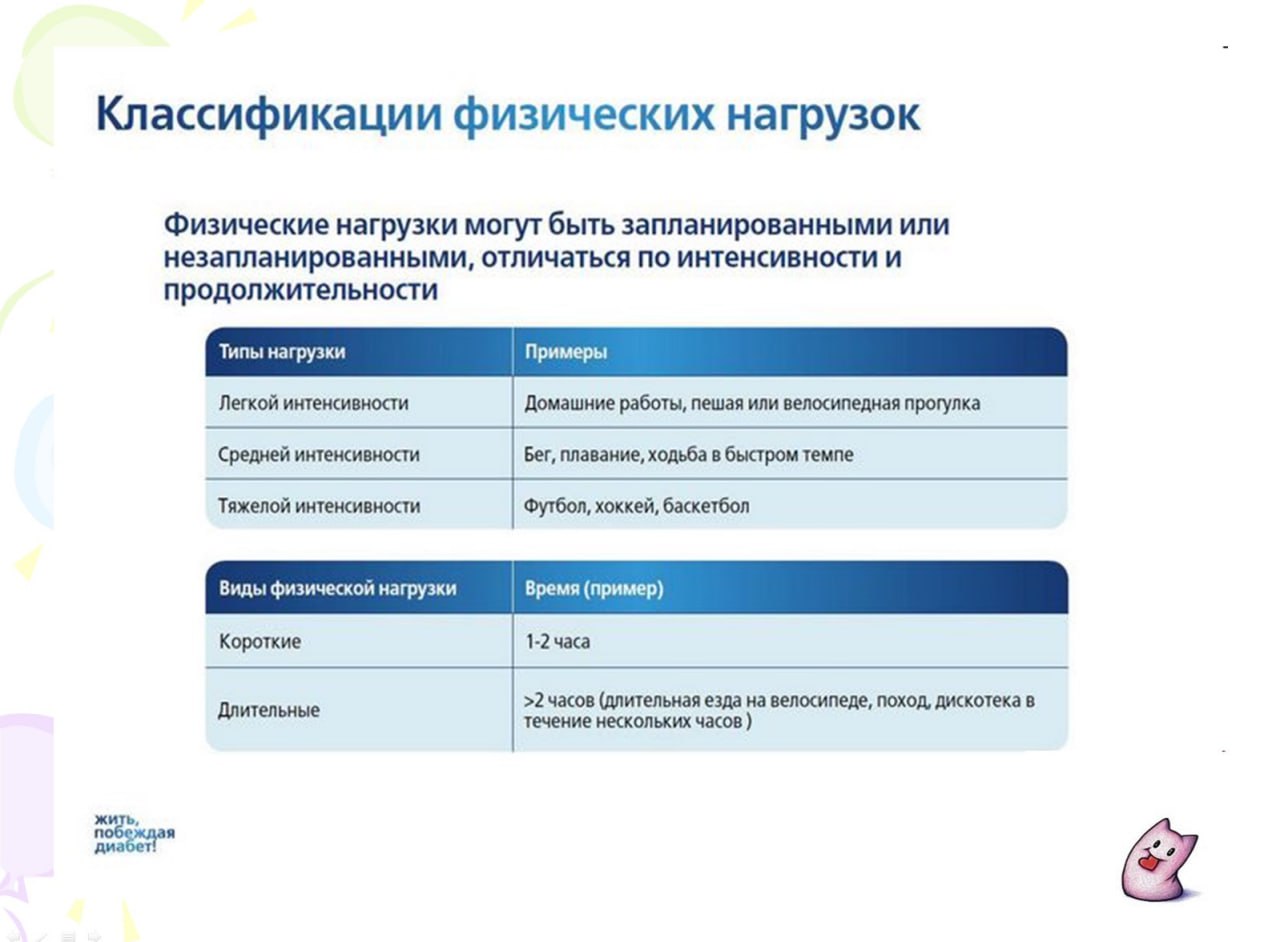 Классификации физических нагрузок
Физические нагрузки могут быть запланированными или
незапланированными, отличаться по интенсивности и
продолжительности
Типы нагрузки
Примеры
Легкой интенсивности
Домашние работы, пешая или велосипедная прогулка
Средней интенсивности
Бег, плавание, ходьба в быстром темпе
Тяжелой интенсивности
Футбол, хоккей, баскетбол
Виды физической нагрузки
Время (пример)
Короткие
1-2 часа
Длительные
>2 часов (длительная езда на велосипеде, поход, дискотека в
течение нескольких часов )
жить,
побеждая
диабет!